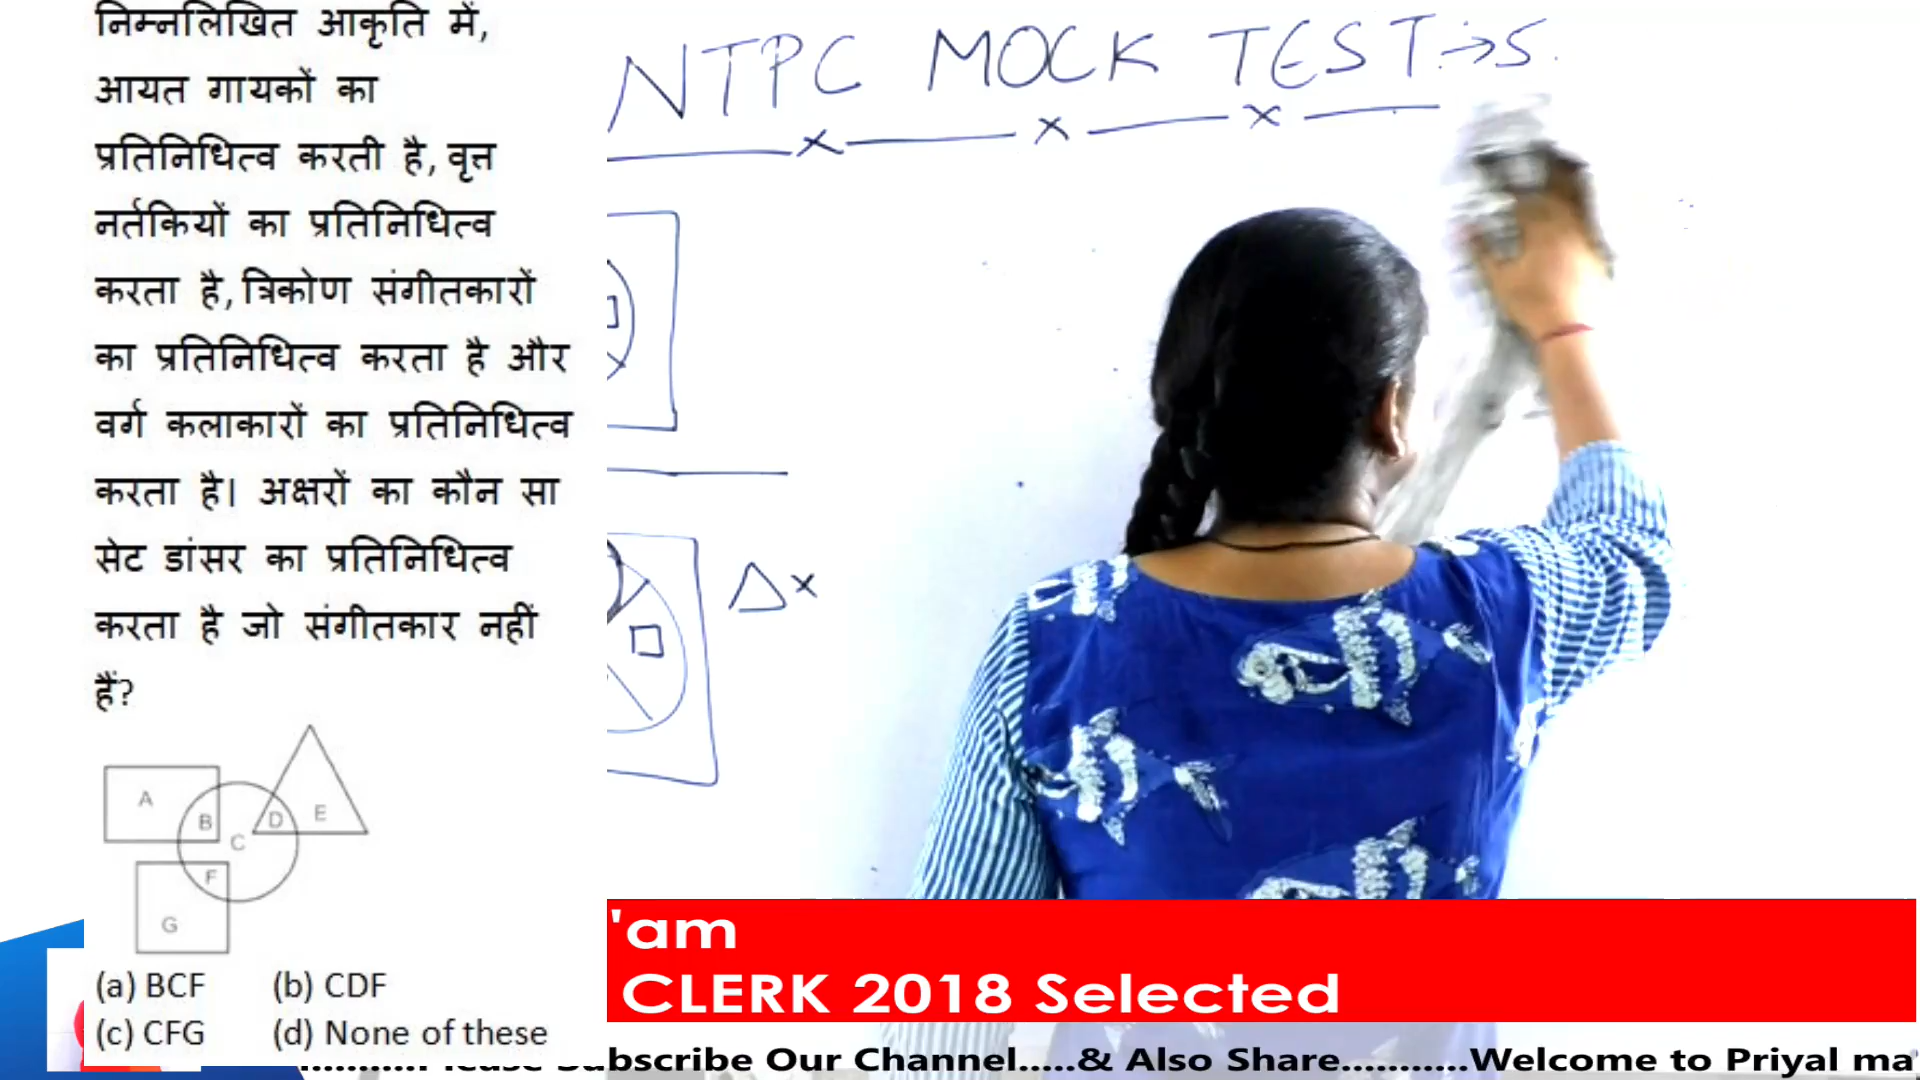 निम्नलिखित आकृति में,
आयत गायकों का
प्रतिनिधित्व करती है, वृत्त
नर्तकियों का प्रतिनिधित्व
करता है, त्रिकोण संगीतकारों
का प्रतिनिधित्व करता है और
वर्ग कलाकारों का प्रतिनिधित्व
करता है। अक्षरों का कौन सा
सेट डांसर का प्रतिनिधित्व
करता है जो संगीतकार नहीं
हैं?
A
B
C
D
E
F
G
(a) BCF (b) CDF
(c) CFG (d) None of these
NTPC MOCK TEST:→5
'am
CLERK 2018 Selected
bscribe Our Channel.....& Also Share...........Welcome to Priyal ma